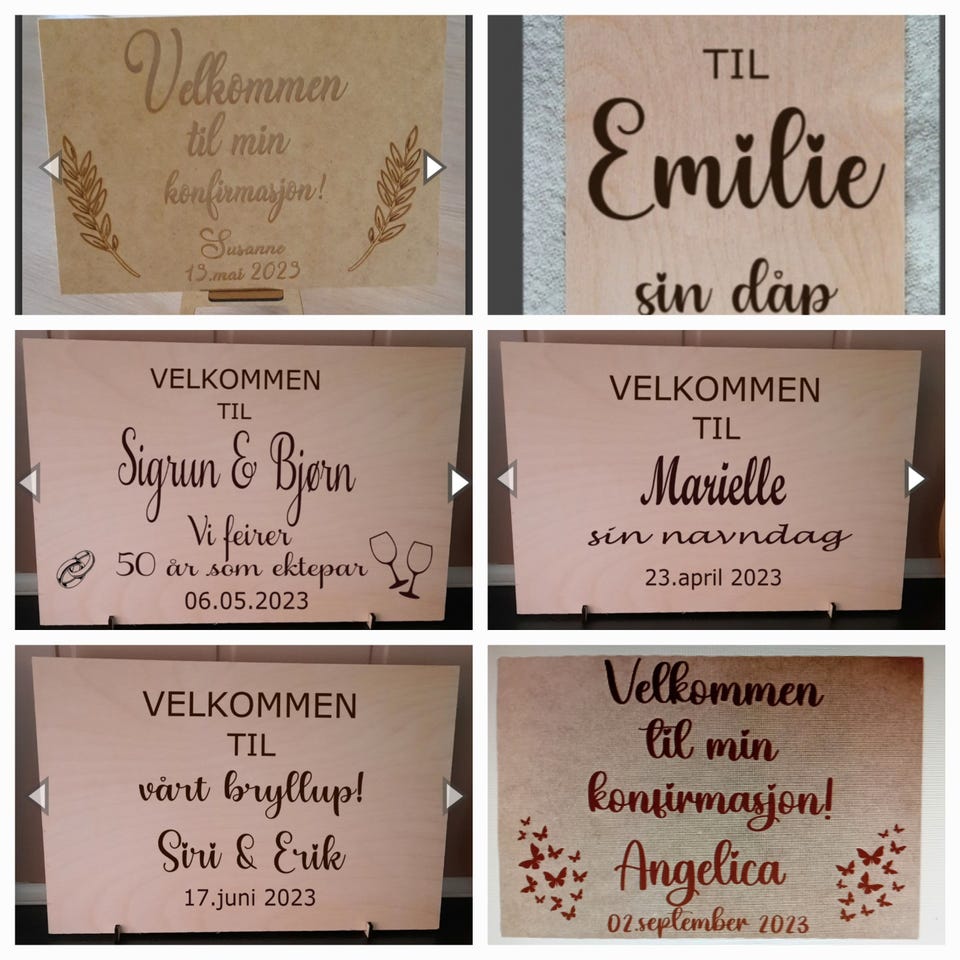 Velkommen
til min
konfirmasjon!
Susanne
13.mai 2023
TIL
Emilie
sin dåp
VELKOMMEN
TIL
Sigrun & Bjørn
Vi feirer
50 år som ektepar
06.05.2023
VELKOMMEN
TIL
Marielle
sin navndag
23.april 2023
VELKOMMEN
TIL
vårt bryllup!
Siri & Erik
17.juni 2023
Velkommen
til min
konfirmasjon!
Angelica
02.september 2023